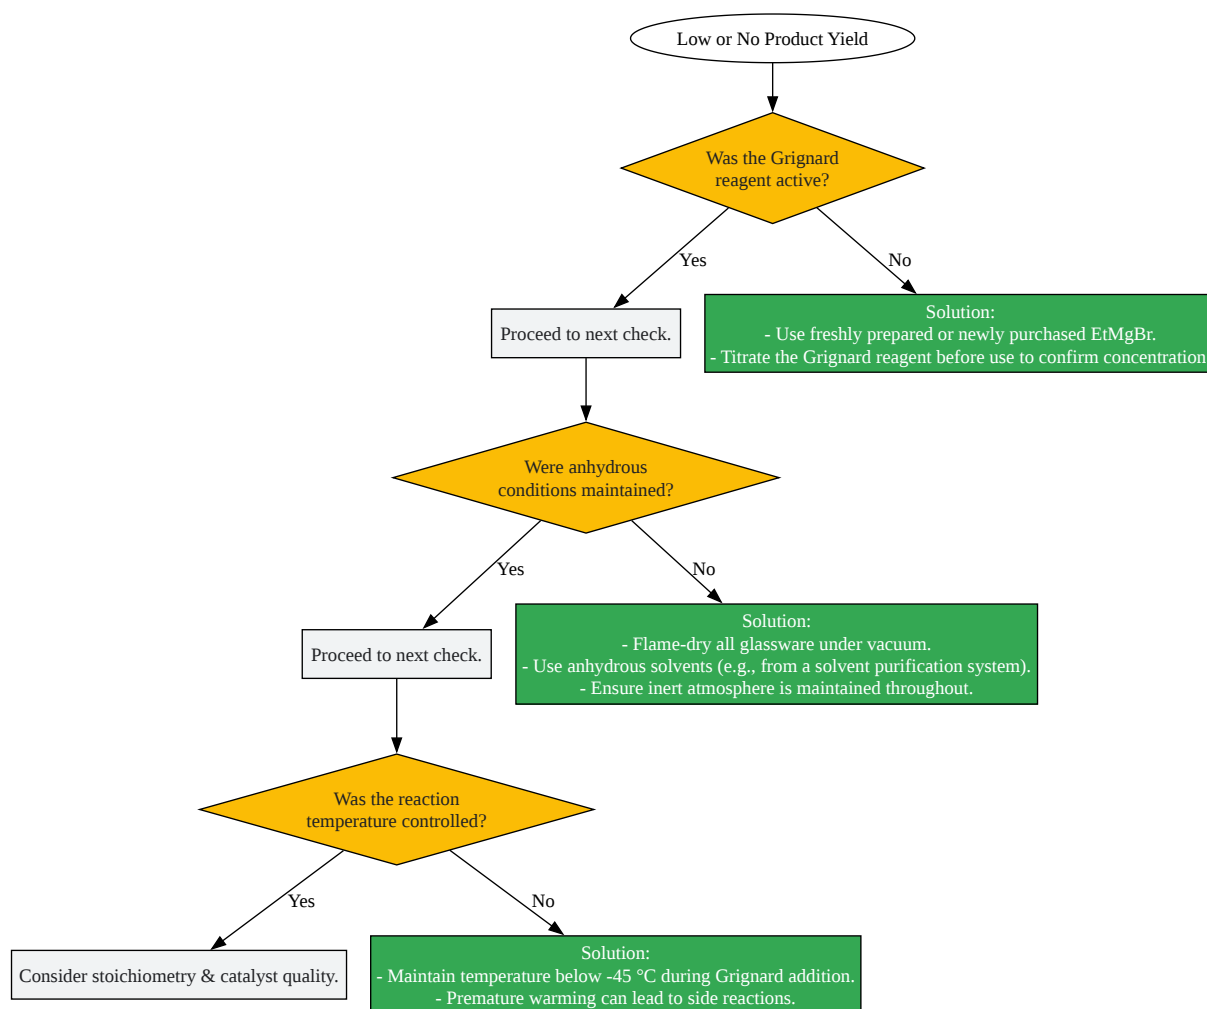 Low or No Product Yield
Was the Grignard
reagent active?
Yes
No
Proceed to next check.
Solution:
- Use freshly prepared or newly purchased EtMgBr.
- Titrate the Grignard reagent before use to confirm concentration
Were anhydrous
conditions maintained?
Yes
No
Proceed to next check.
Solution:
- Flame-dry all glassware under vacuum.
- Use anhydrous solvents (e.g., from a solvent purification system).
- Ensure inert atmosphere is maintained throughout.
Was the reaction
temperature controlled?
Yes
No
Consider stoichiometry & catalyst quality.
Solution:
- Maintain temperature below -45 °C during Grignard addition.
- Premature warming can lead to side reactions.